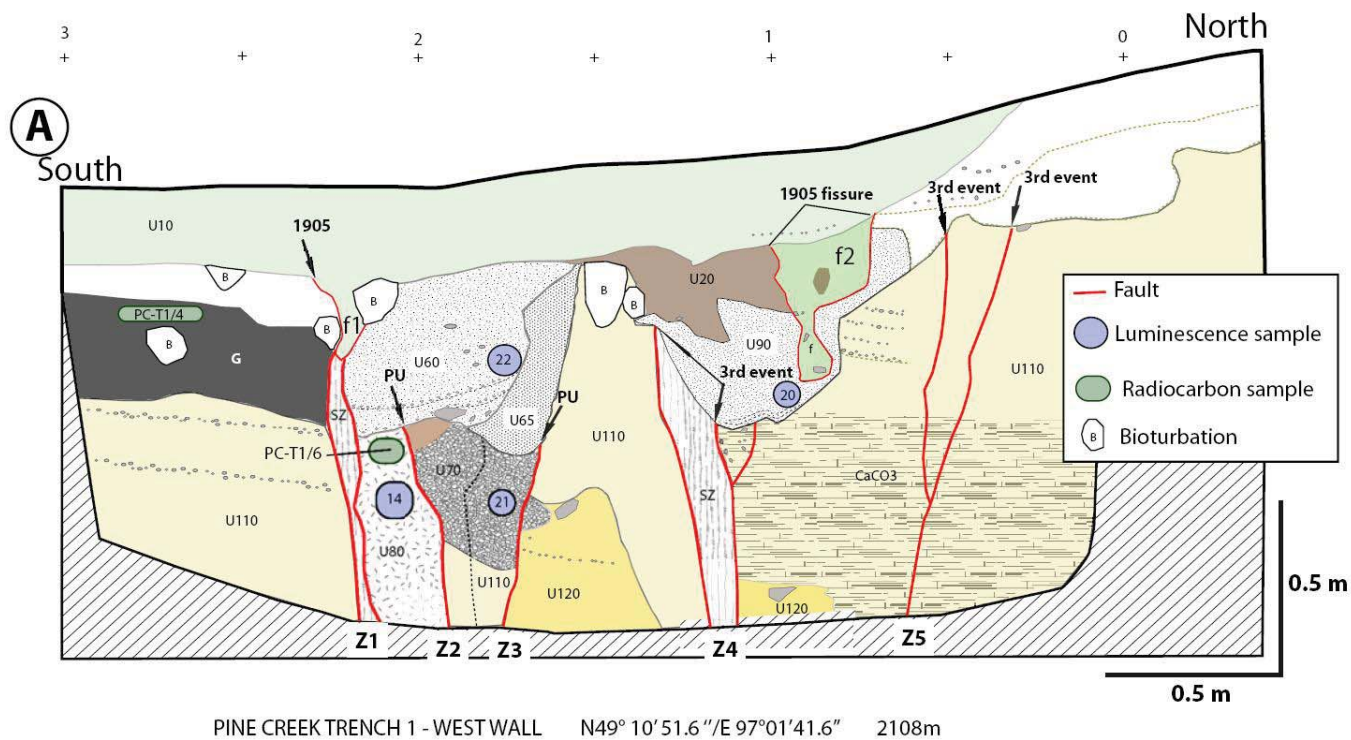 North
3 2 1 0
A
South
3rd event
3rd event
1905 fissure
U10
1905
f2
U20
B
B
B
B
B
B
PC-T1/4
f1
B
G
U60
22
U90
f
PU
3rd event
20
U110
SZ
U65
PU
U110
PC-T1/6
U70
CaCO3
14
21
SZ
U110
U80
U110
U120
U120
Z1
Z2
Z3
Z4
Z5
Fault
Luminescence sample
Radiocarbon sample
B Bioturbation
0.5 m
0.5 m
PINE CREEK TRENCH 1 - WEST WALL N49° 10’ 51.6 ’’/E 97°01’41.6” 2108m